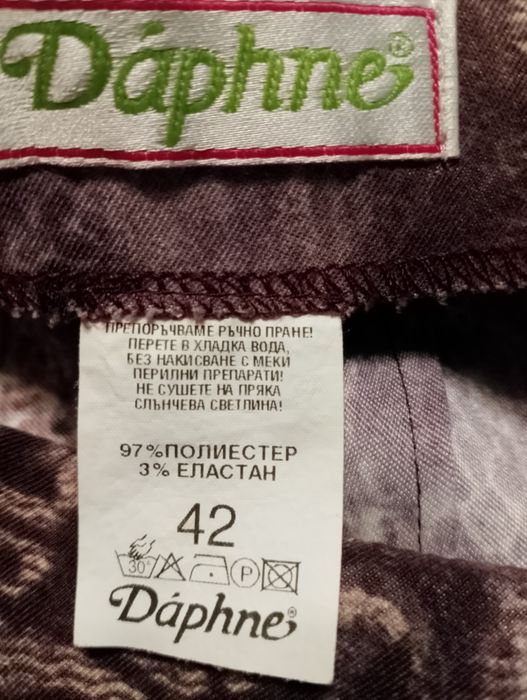 Dáphne®
ПРЕПОРЪЧВАМЕ РЪЧНО ПРАНЕ!
ПЕРЕТЕ В ХЛАДКА ВОДА,
БЕЗ НАКИСВАНЕ С МЕКИ
ПЕРИЛНИ ПРЕПАРАТИ!
НЕ СУШЕТЕ НА ПРЯКА
СЛЪНЧЕВА СВЕТЛИНА!
97%ПОЛИЕСТЕР
3% ЕЛАСТАН
42
30° P
Dáphne®